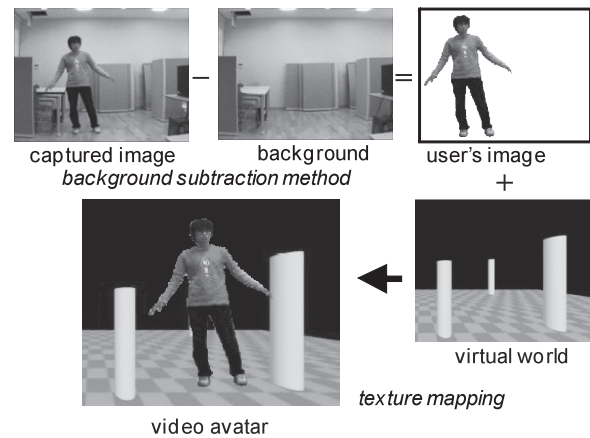 captured image
background
user's image
background subtraction method
+
− =
virtual world
texture mapping
video avatar